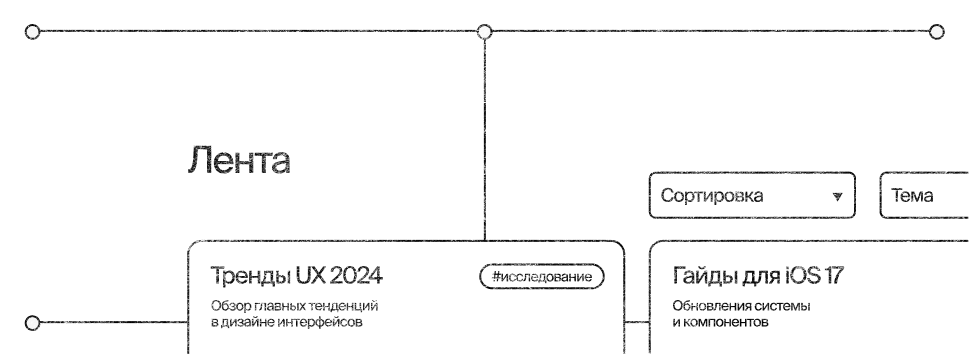 Лента
Сортировка
Тема
Тренды UX 2024
#исследование
Обзор главных тенденций
в дизайне интерфейсов
Гайды для iOS 17
Обновления системы
и компонентов